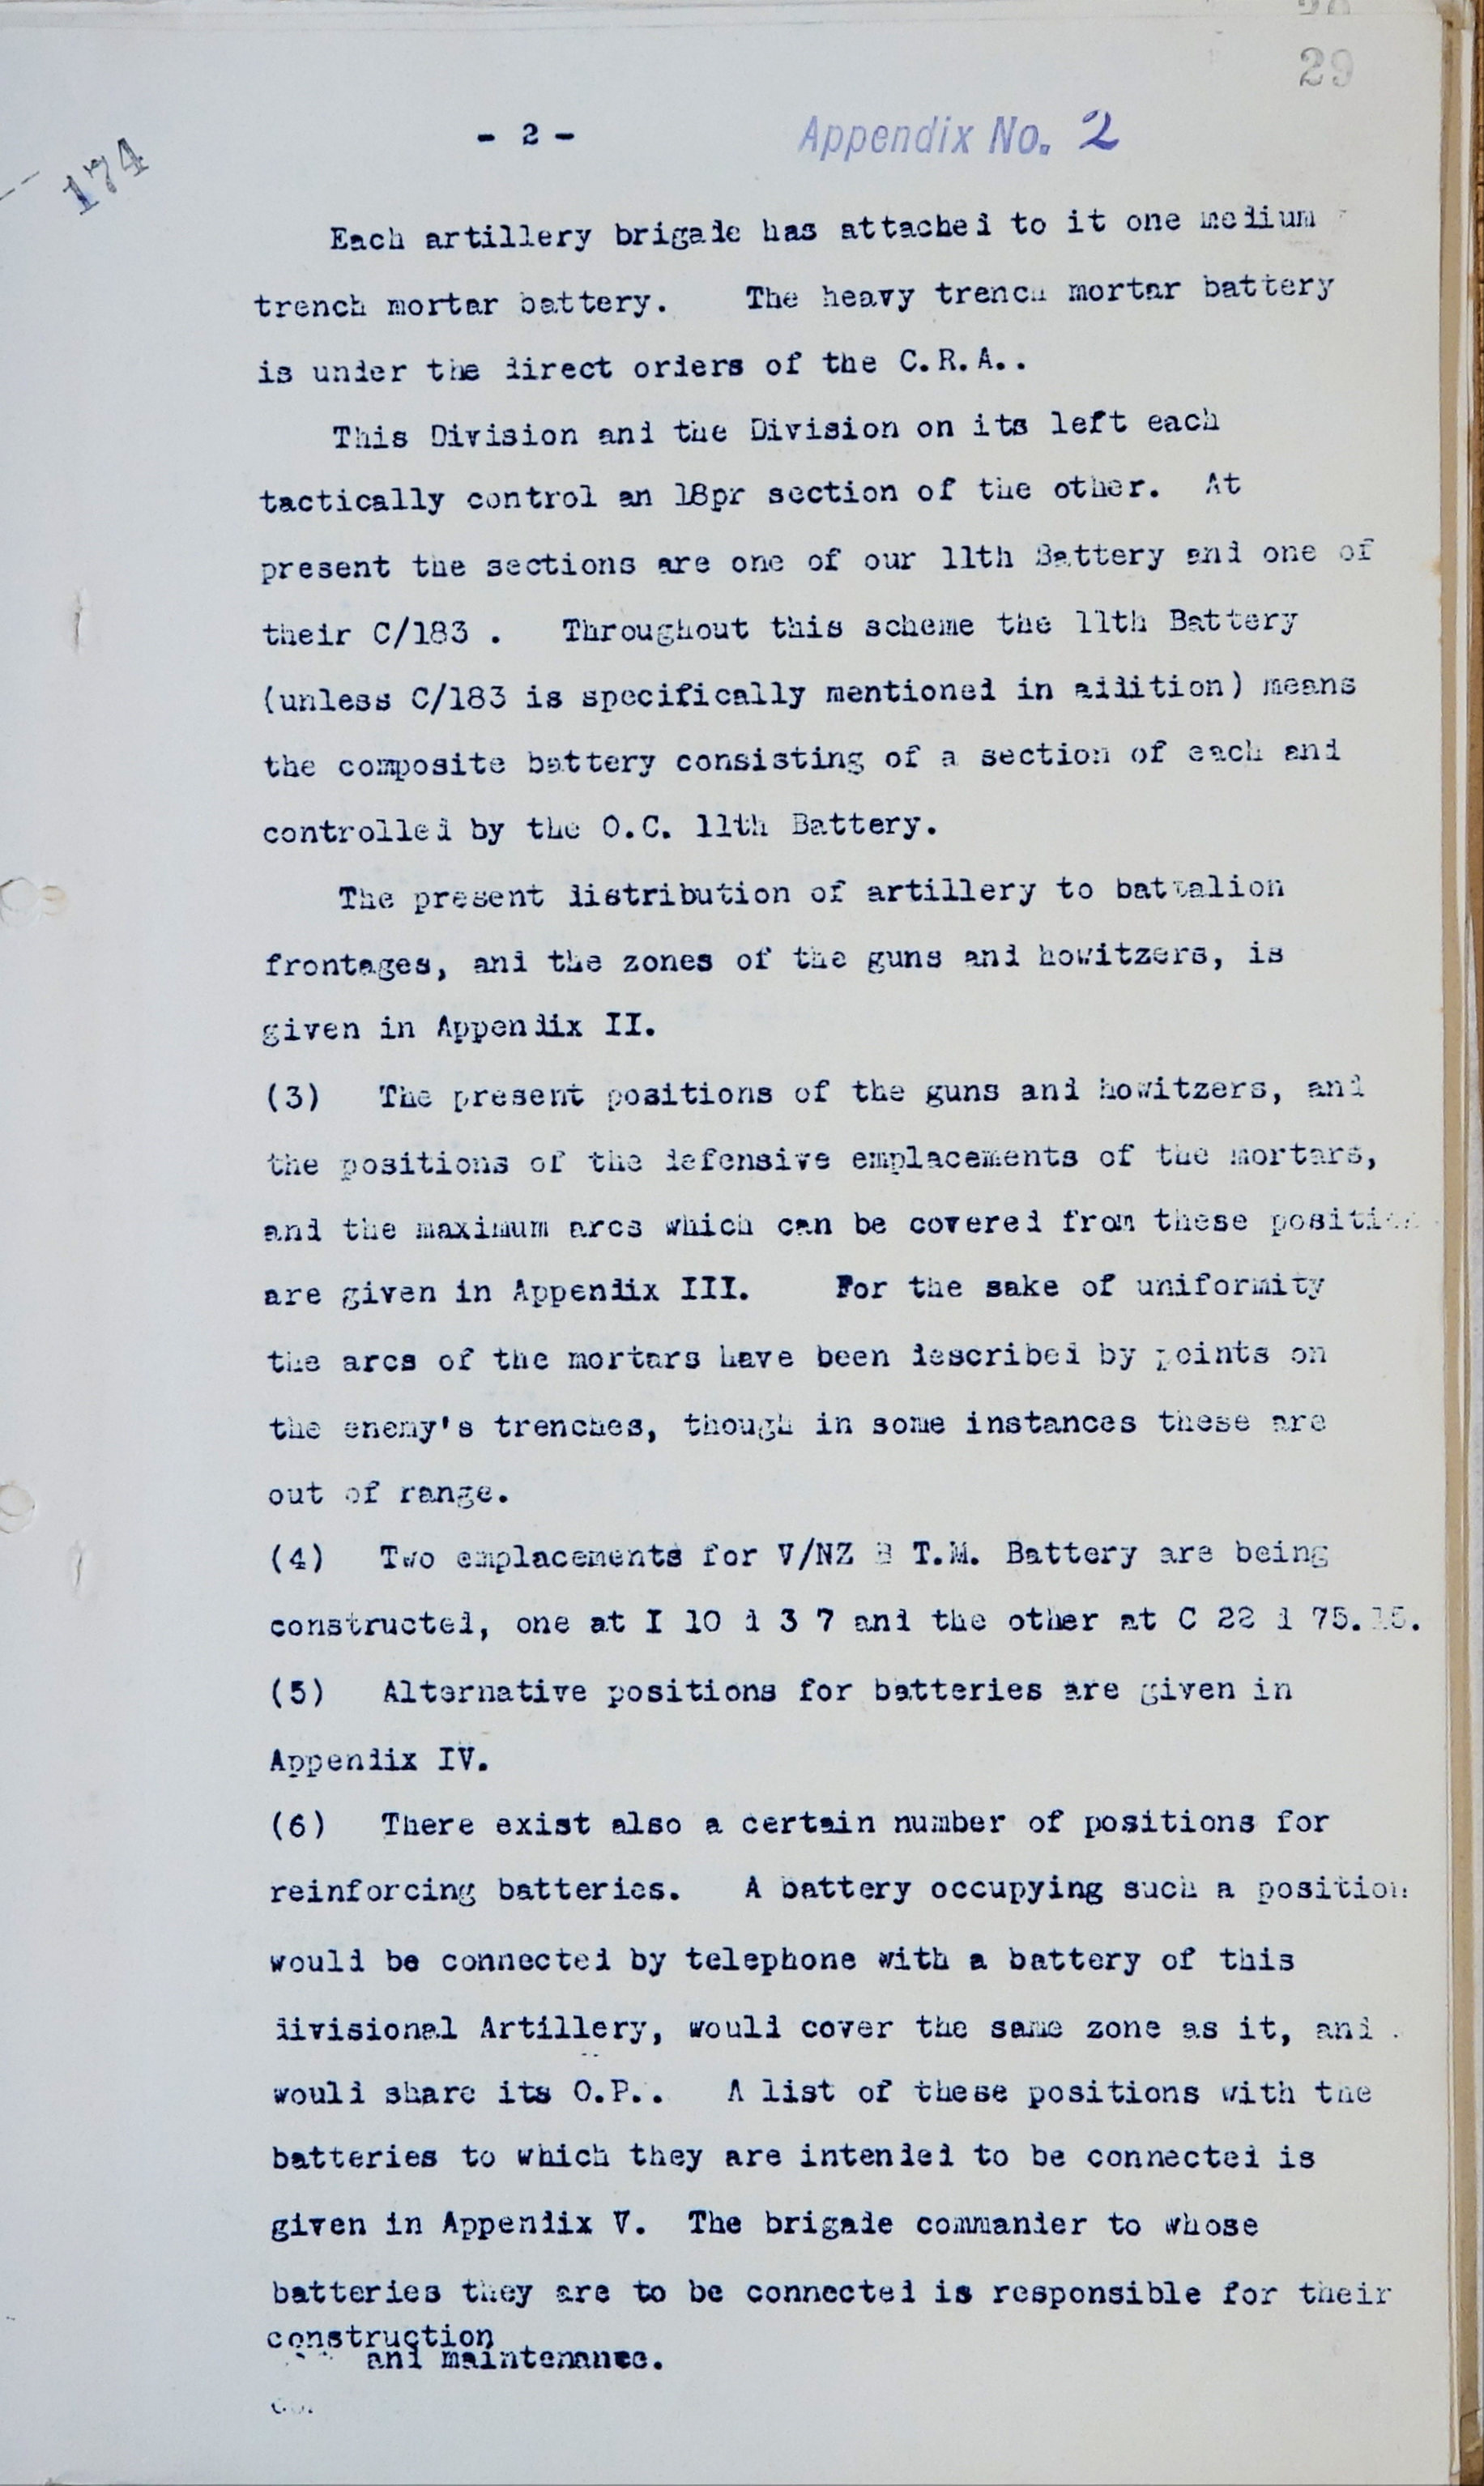 29
- 2 -
Appendix No. 2
174
Each artillery brigade has attached to it one medium
trench mortar battery. The heavy trench mortar battery
is under the direct orders of the C.R.A..
This Division and the Division on its left each
tactically control an 18pr section of the other. At
present the sections are one of our 11th Battery and one of
their C/183 . Throughout this scheme the 11th Battery
(unless C/183 is specifically mentioned in addition) means
the composite battery consisting of a section of each and
controlled by the O.C. 11th Battery.
The present distribution of artillery to battalion
frontages, and the zones of the guns and howitzers, is
given in Appendix II.
(3) The present positions of the guns and howitzers, and
the positions of the defensive emplacements of the mortars,
and the maximum arcs which can be covered from these
are given in Appendix III. For the sake of uniformity
the arcs of the mortars have been described by points on
the enemy's trenches, though in some instances these are
out of range.
(4) Two emplacements for V/NZ T.M. Battery are being
constructed, one at I 10 d 3 7 and the other at C 22 d 75.15.
(5) Alternative positions for batteries are given in
Appendix IV.
(6) There exist also a certain number of positions for
reinforcing batteries. A battery occupying such a position
would be connected by telephone with a battery of this
divisional Artillery, would cover the same zone as it, and
would share its O.P.. A list of these positions with the
batteries to which they are intended to be connected is
given in Appendix V. The brigade commander to whose
batteries they are to be connected is responsible for their
construction
and maintenance.